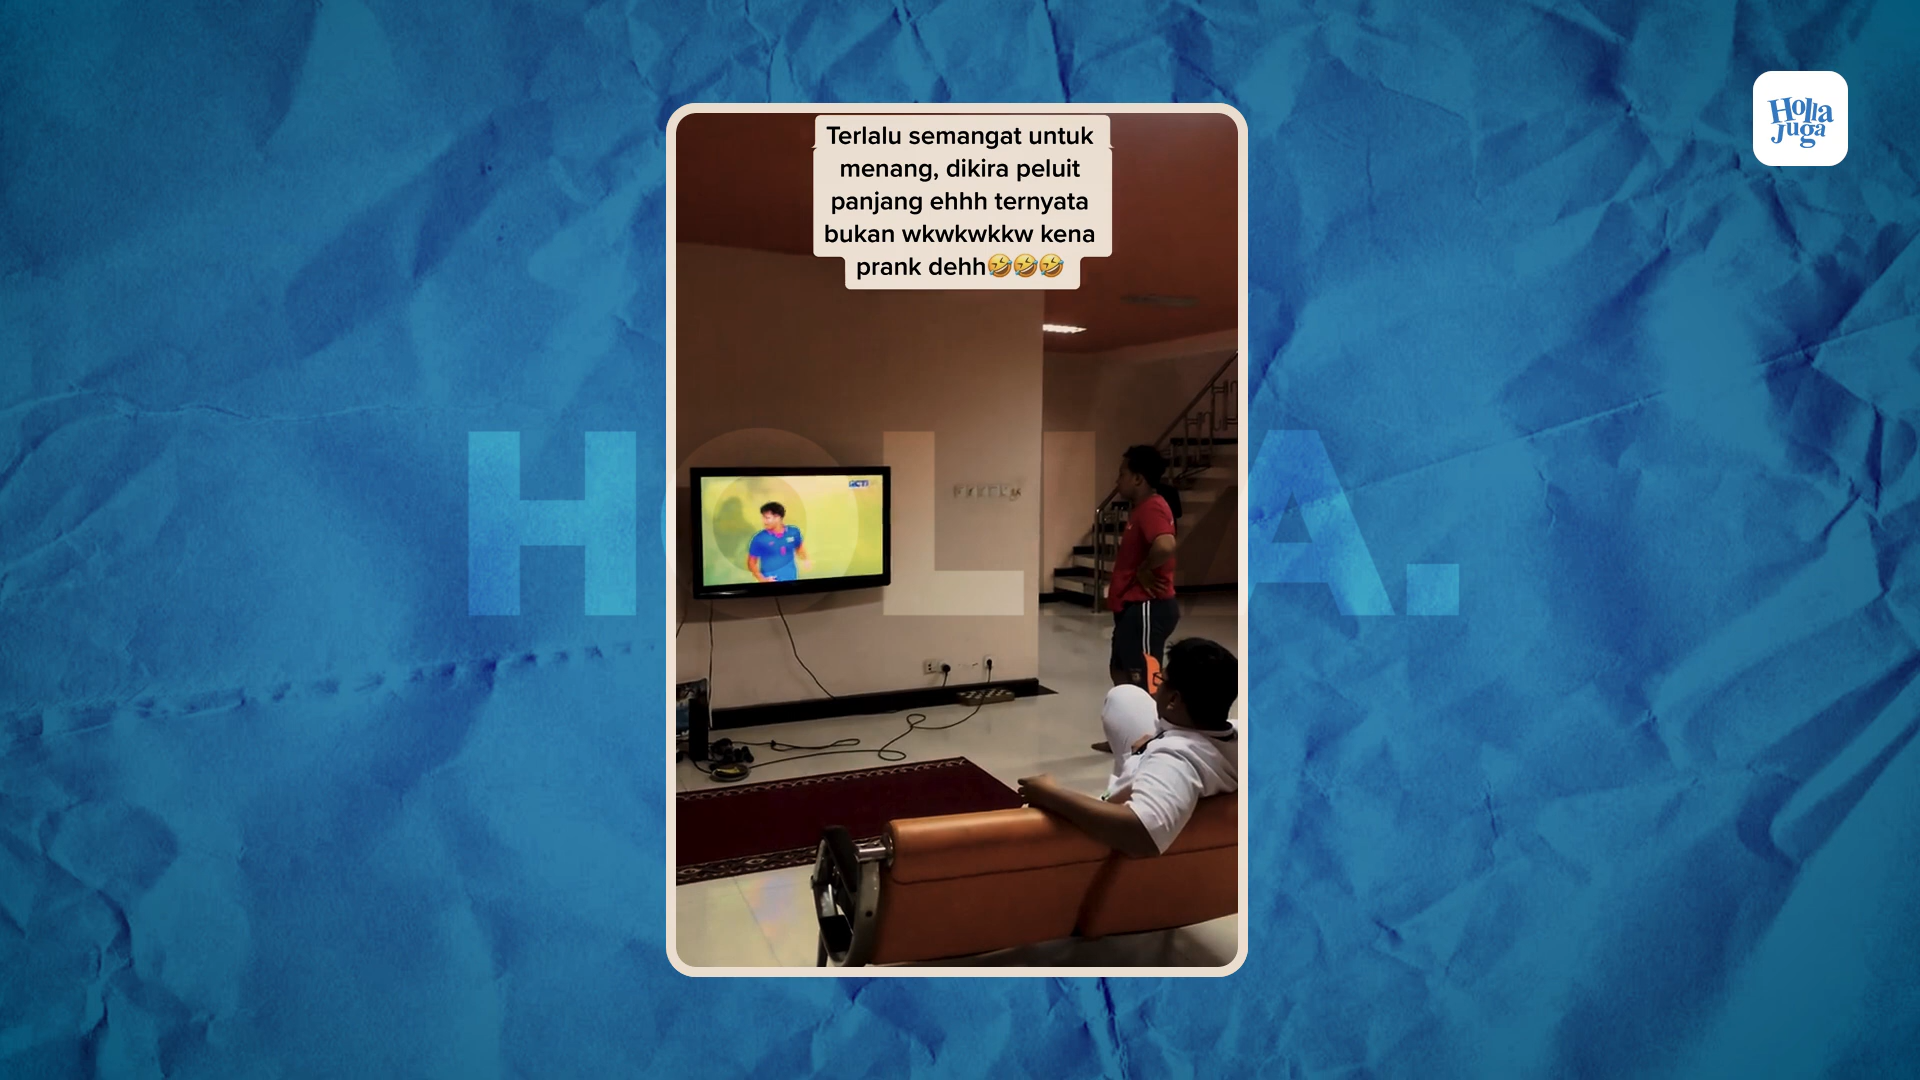 Holla
Juga
Terlalu semangat untuk
menang, dikira peluit
panjang ehhh ternyata
bukan wkwkwkkw kena
prank dehh🤣🤣🤣
RCTI
HOLLA.